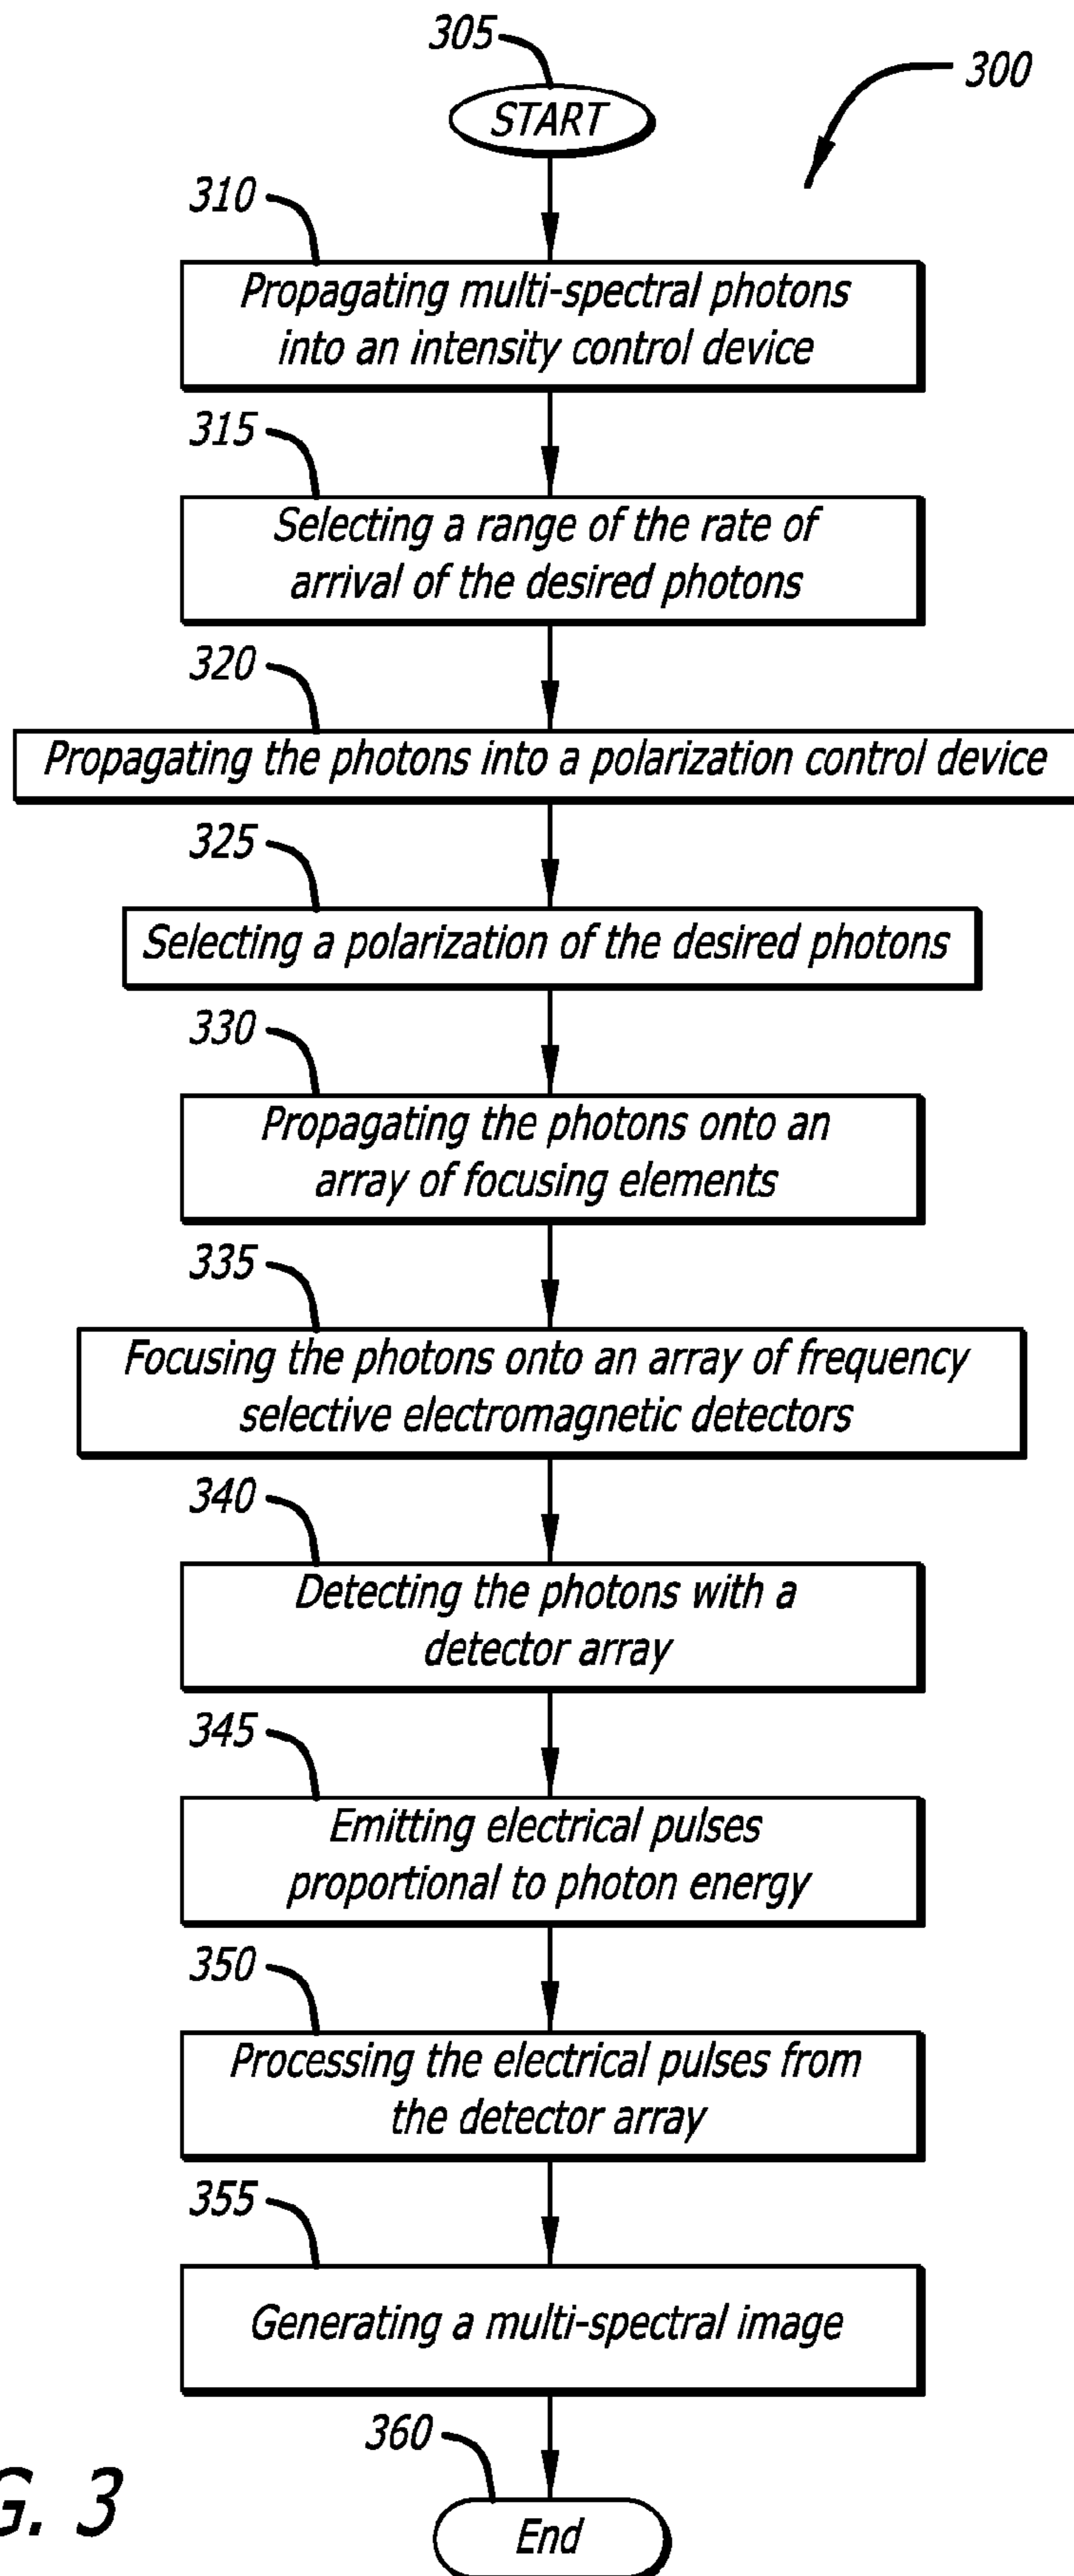 305
START
300
310
Propagating multi-spectral photons
into an intensity control device
315
Selecting a range of the rate of
arrival of the desired photons
320
Propagating the photons into a polarization control device
325
Selecting a polarization of the desired photons
330
Propagating the photons onto an
array of focusing elements
335
Focusing the photons onto an array of frequency
selective electromagnetic detectors
340
Detecting the photons with a
detector array
345
Emitting electrical pulses
proportional to photon energy
350
Processing the electrical pulses from
the detector array
355
Generating a multi-spectral image
360
End
G. 3